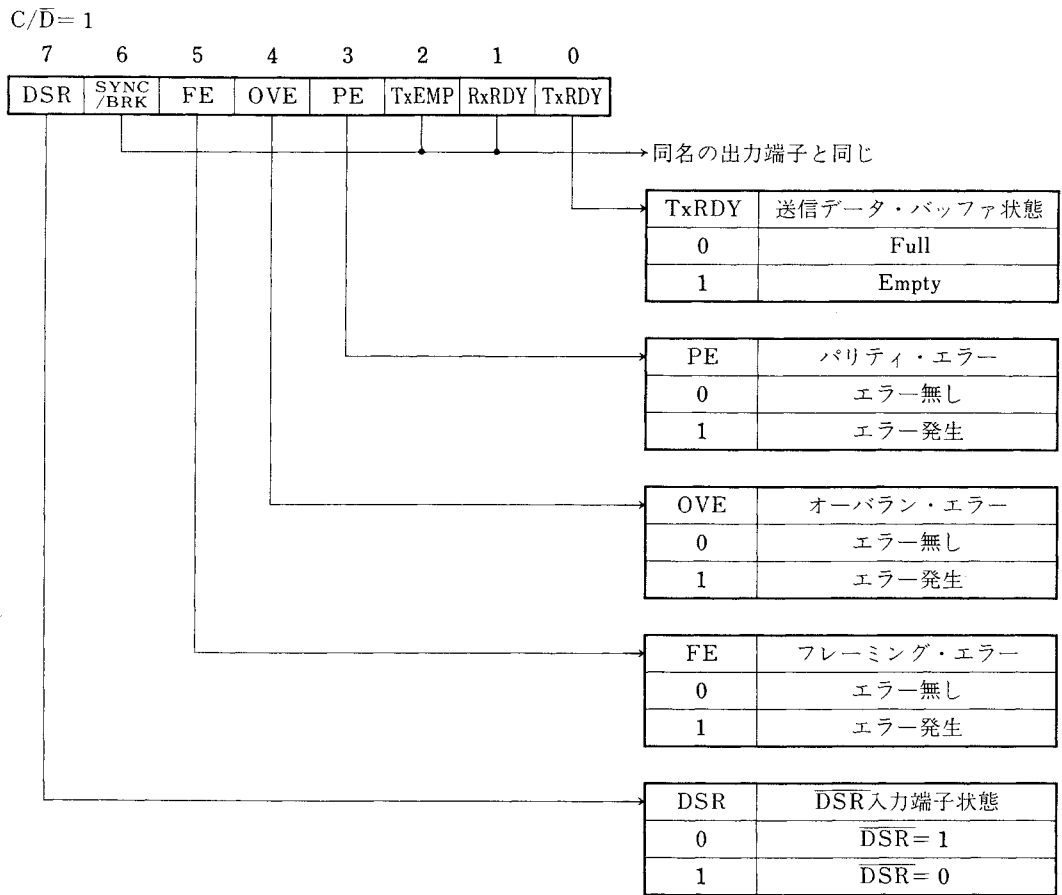 C/D̅= 1
7 6 5 4 3 2 1 0
DSR SYNC/BRK FE OVE PE TxEMP RxRDY TxRDY
同名の出力端子と同じ
TxRDY 送信データ・バッファ状態
0 Full
1 Empty
PE パリティ・エラー
0 エラー無し
1 エラー発生
OVE オーバラン・エラー
0 エラー無し
1 エラー発生
FE フレーミング・エラー
0 エラー無し
1 エラー発生
DSR D̅S̅R̅入力端子状態
0 D̅S̅R̅= 1
1 D̅S̅R̅= 0